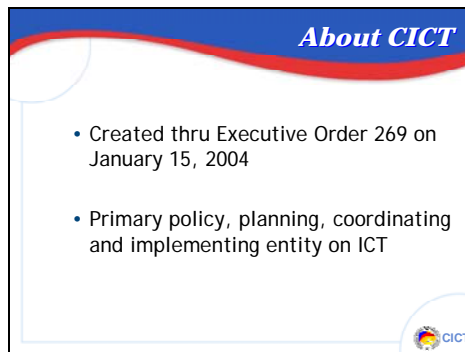 About CICT
• Created thru Executive Order 269 on
January 15, 2004
• Primary policy, planning, coordinating
and implementing entity on ICT
CICT